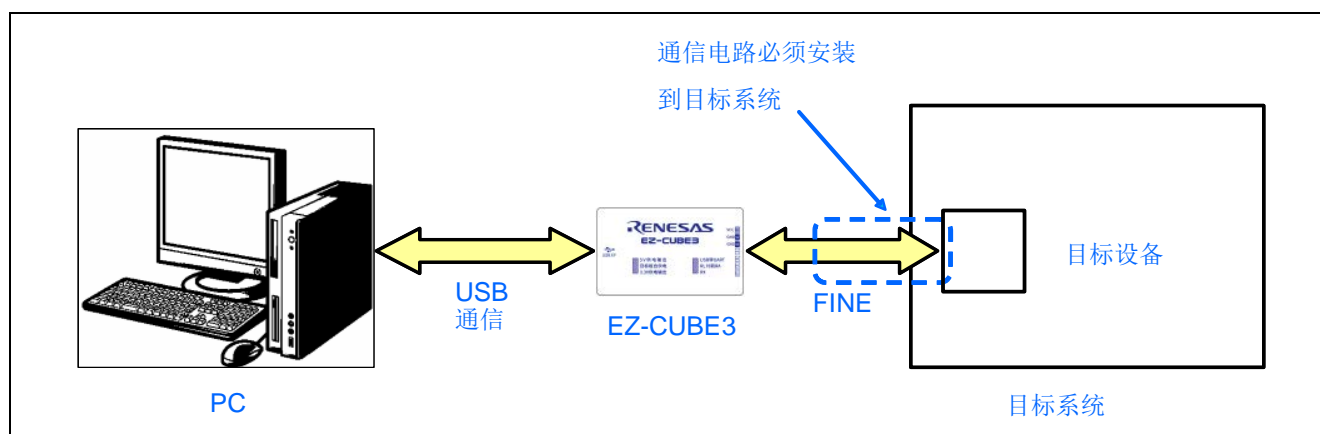 通信电路必须安装
到目标系统
RENESAS
EZ-CUBE3
目标设备
USB
通信
FINE
EZ-CUBE3
PC
目标系统